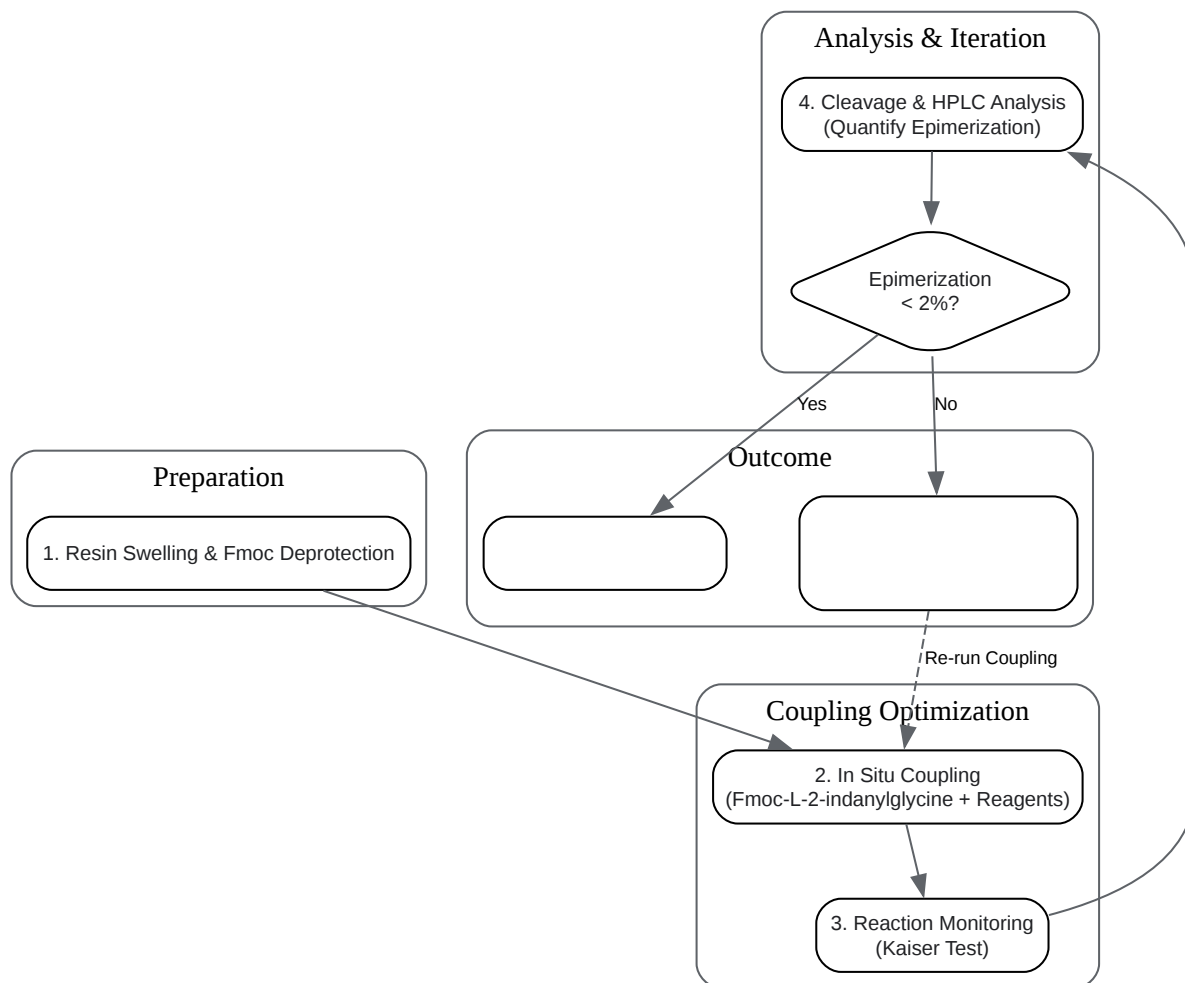 Analysis & Iteration
4. Cleavage & HPLC Analysis
(Quantify Epimerization)
Epimerization
< 2%?
Yes
No
Outcome
Preparation
1. Resin Swelling & Fmoc Deprotection
Re-run Coupling
Coupling Optimization
2. In Situ Coupling
(Fmoc-L-2-indanylglycine + Reagents)
3. Reaction Monitoring
(Kaiser Test)